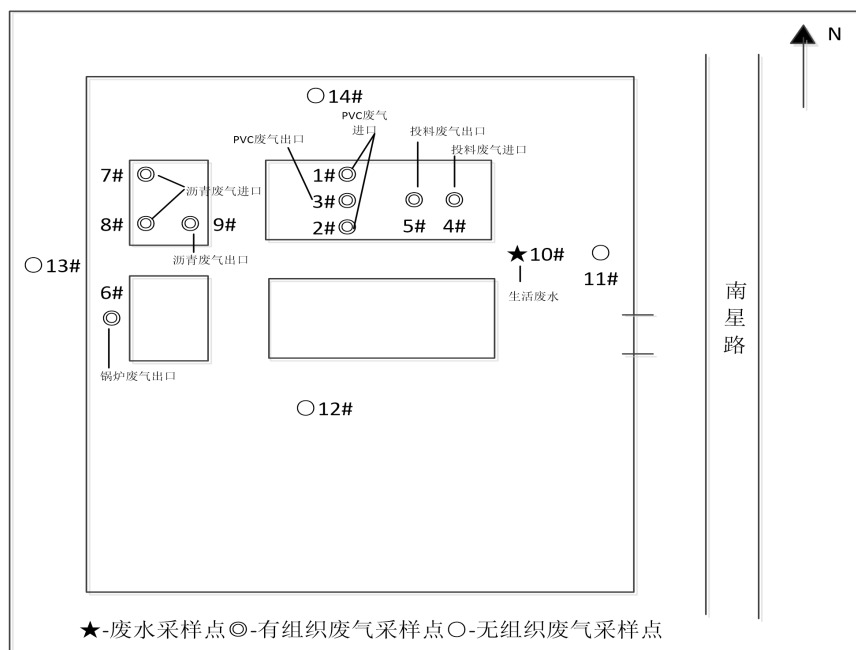 N
○14#
PVC废气
进口
PVC废气出口
投料废气出口
投料废气进口
7#
沥青废气进口
1#
3#
2#
5#
4#
8#
9#
沥青废气出口
★10#
生活废水
○13#
11#
6#
锅炉废气出口
○12#
南
星
路
★-废水采样点◎-有组织废气采样点○-无组织废气采样点